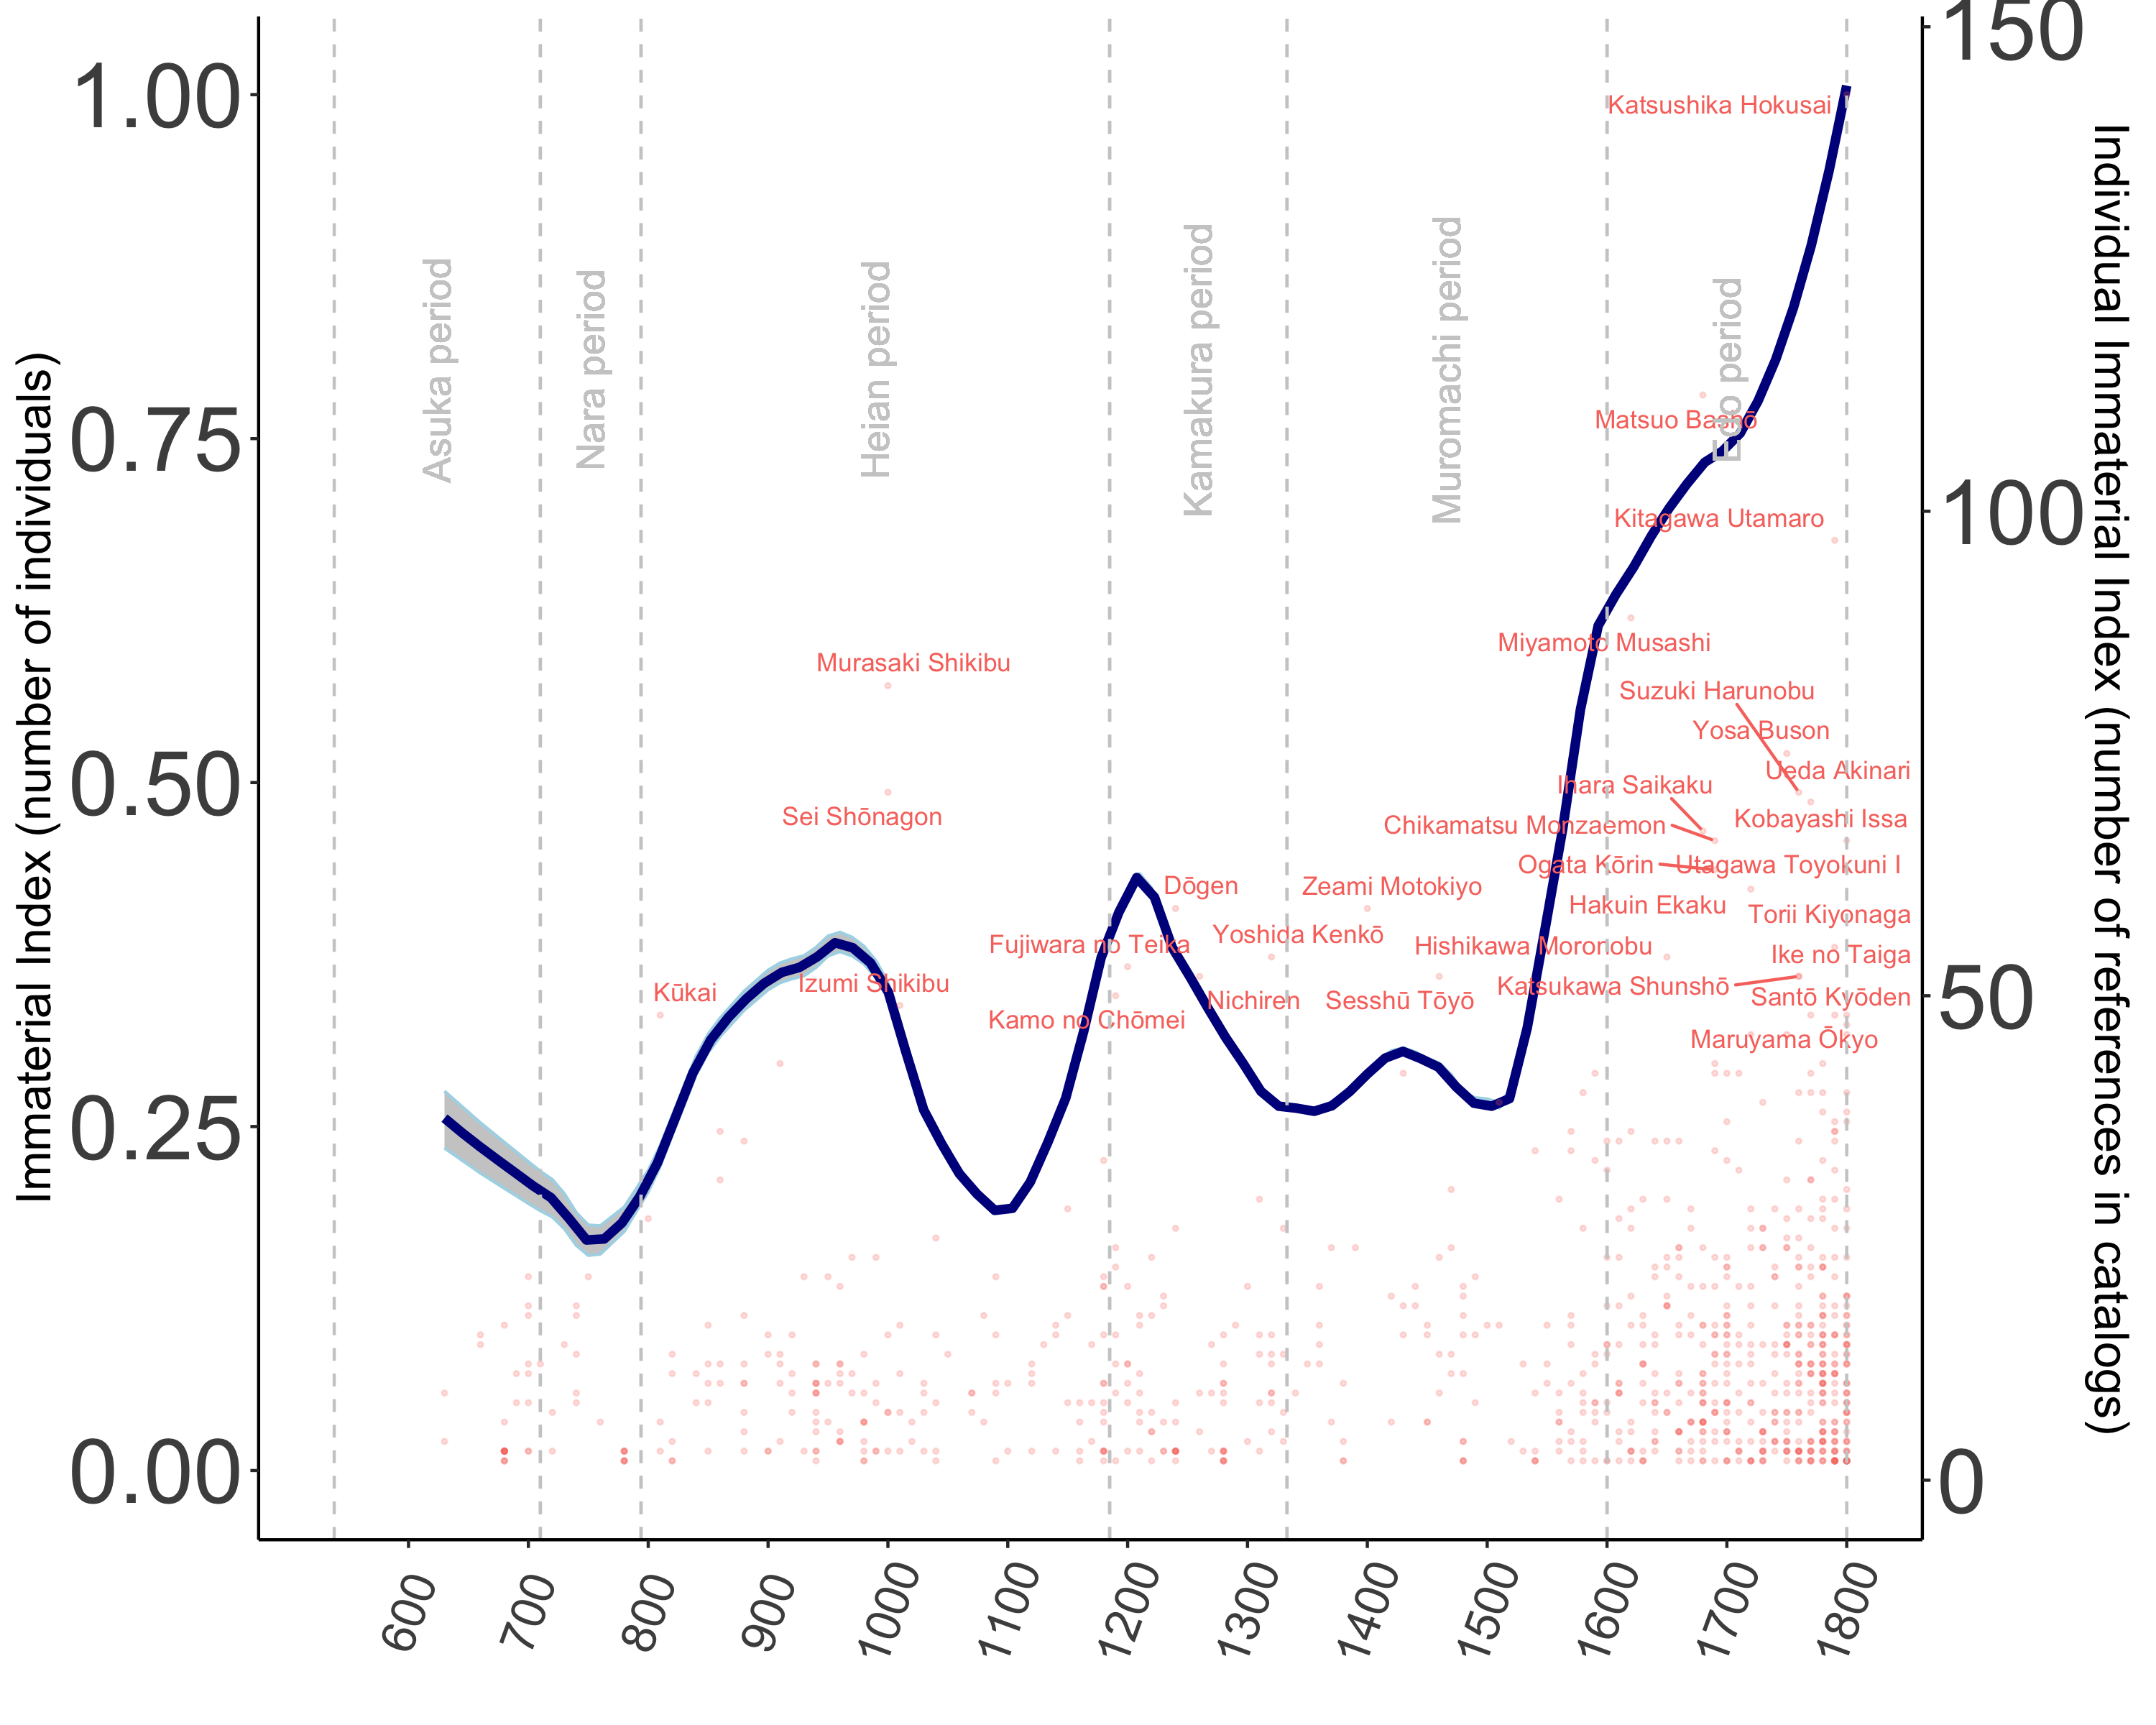 Immaterial Index (number of individuals)
1.00
0.75
0.50
0.25
0.00
150
100
50
0
Individual Immaterial Index (number of references in catalogs)
Asuka period
Nara period
Heian period
Kamakura period
Muromachi period
Edo period
Katsushika Hokusai
Matsuo Bashō
Kitagawa Utamaro
Miyamoto Musashi
Murasaki Shikibu
Suzuki Harunobu
Yosa Buson
Ueda Akinari
Ihara Saikaku
Sei Shōnagon
Kobayashi Issa
Chikamatsu Monzaemon
Ogata Kōrin
Utagawa Toyokuni I
Dōgen
Zeami Motokiyo
Hakuin Ekaku
Torii Kiyonaga
Yoshida Kenkō
Fujiwara no Teika
Hishikawa Moronobu
Ike no Taiga
Izumi Shikibu
Katsukawa Shunshō
Kūkai
Santō Kyōden
Nichiren
Sesshū Tōyō
Kamo no Chōmei
Maruyama Ōkyo
600
700
800
900
1000
1100
1200
1300
1400
1500
1600
1700
1800